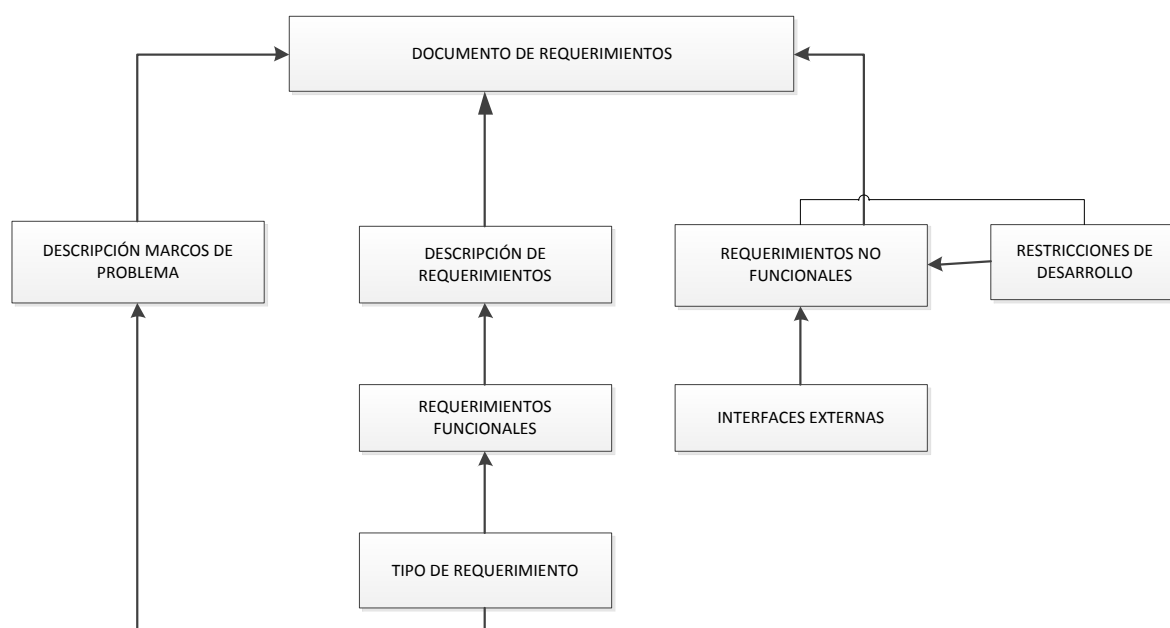 DOCUMENTO DE REQUERIMIENTOS
DESCRIPCIÓN MARCOS DE
PROBLEMA
DESCRIPCIÓN DE
REQUERIMIENTOS
REQUERIMIENTOS NO
FUNCIONALES
RESTRICCIONES DE
DESARROLLO
REQUERIMIENTOS
FUNCIONALES
INTERFACES EXTERNAS
TIPO DE REQUERIMIENTO